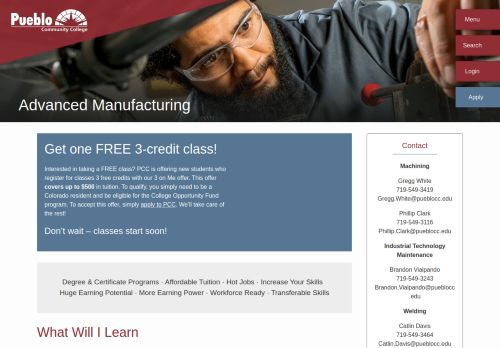 Pueblo
Community College
Menu
Search
Login
Apply
Advanced Manufacturing
Get one FREE 3-credit class!
Interested in taking a FREE class? PCC is offering new students who
register for classes 3 free credits with our 3 on Me offer. This offer
covers up to $500 in tuition. To qualify, you simply need to be a
Colorado resident and be eligible for the College Opportunity Fund
program. To accept this offer, simply apply to PCC. We'll take care of
the rest!
Don't wait – classes start soon!
Degree & Certificate Programs · Affordable Tuition · Hot Jobs · Increase Your Skills
Huge Earning Potential · More Earning Power · Workforce Ready · Transferable Skills
What Will I Learn
Contact
Machining
Gregg White
719-549-3419
Gregg.White@pueblocc.edu
Phillip Clark
719-549-3116
Phillip.Clark@pueblocc.edu
Industrial Technology
Maintenance
Brandon Vialpando
719-549-3243
Brandon.Vialpando@pueblocc
.edu
Welding
Catlin Davis
719-549-3464
Catlin.Davis@pueblocc.edu